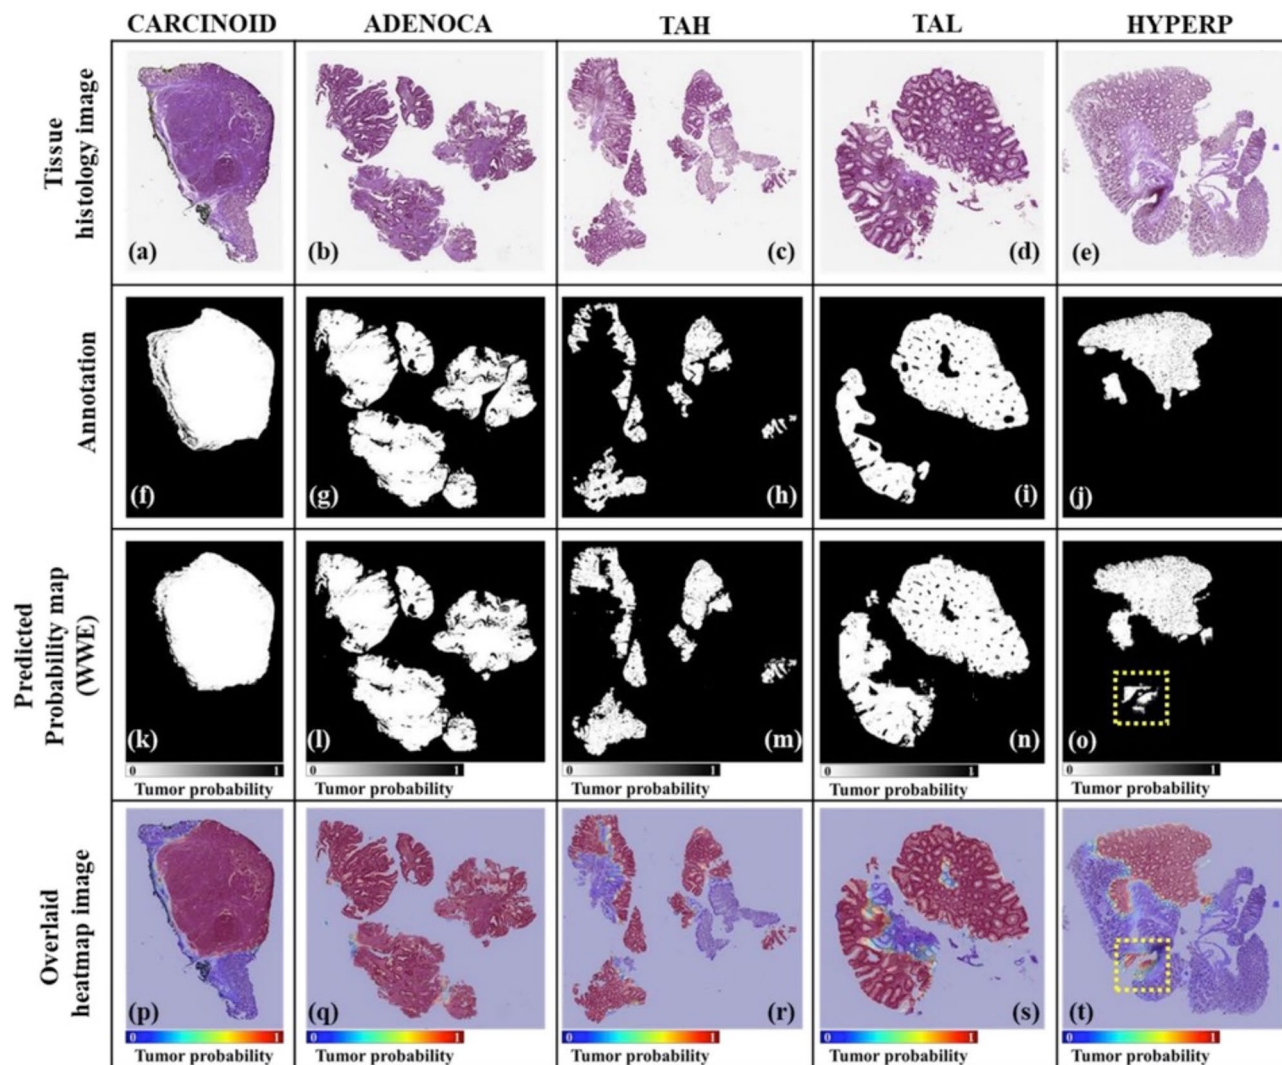 CARCINOID ADENOCA TAH TAL HYPERP
Tissue
histology image
(a) (b) (c) (d) (e)
Annotation
(f) (g) (h) (i) (j)
Predicted
Probability map
(WWE)
(k) (l) (m) (n) (o)
0 1 0 1 0 1 0 1 0 1
Tumor probability Tumor probability Tumor probability Tumor probability Tumor probability
Overlaid
heatmap image
(p) (q) (r) (s) (t)
0 1 0 1 0 1 0 1 0 1
Tumor probability Tumor probability Tumor probability Tumor probability Tumor probability